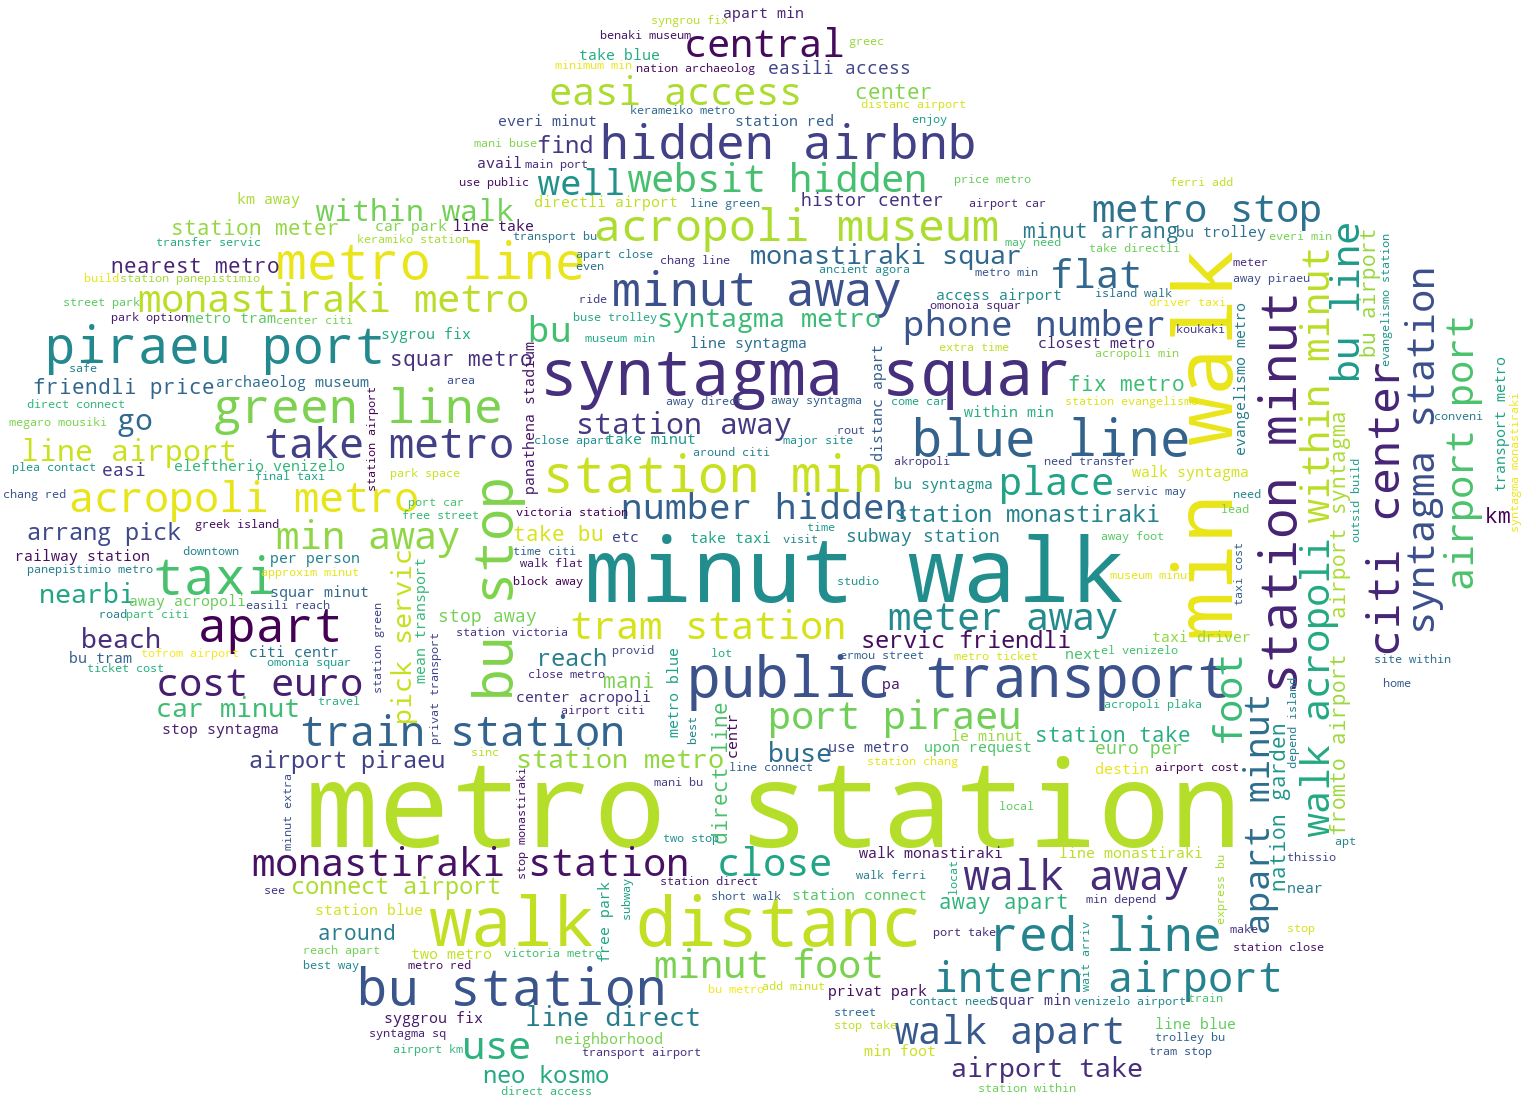 apart min
syngrou fix
benaki museum
central
greec
take blue
minimum min
nation archaeolog
easili access
easi access
center
distanc airport
kerameiko metro
everi minut
station red
enjoy
hidden airbnb
mani buse
find
avail
main port
websit hidden
well
use public
price metro
ferri add
km away
directli airport
line green
histor center
airport car
within walk
metro stop
car park
line take
station meter
acropoli museum
minut arrang
bu trolley
everi min
keramiko station
transport bu
transfer servic
apart close
chang line
monastiraki squar
may need
take directli
nearest metro
metro line
even
ancient agora
metro min
flat
meter
away piraeu
build
station panepistimio
monastiraki metro
minut away
access airport
island walk
driver taxi
street park
ride
omonoia squar
park option
metro tram
center citi
sygrou fix
bu
buse trolley
syntagma metro
phone number
koukaki
piraeu port
squar metro
museum min
line syntagma
extra time
closest metro
acropoli min
safe
friendli price
archaeolog museum
area
syntagma squar
fix metro
station evangelismo
direct connect
green line
away direct
away syntagma
come car
within min
go
megaro mousiki
station away
major site
rout
conveni
line airport
take metro
close apart
take minut
around citi
blue line
plea contact
easi
eleftherio venizelo
park space
akropoli
need transfer
walk syntagma
final taxi
station min
bu syntagma
place
servic may
need
chang red
acropoli metro
port car
free street
number hidden
station monastiraki
lead
km
arrang pick
greek island
min away
victoria station
take bu
etc
time
take taxi
visit
subway station
away foot
railway station
downtown
per person
time citi
walk flat
panepistimio metro
taxi
approxim minut
block away
studio
minut walk
museum minut
nearbi
away acropoli
easili reach
squar minut
stop away
meter away
road
part citi
apart
tram station
beach
station victoria
servic friendli
taxi driver
bu tram
tofrom airport
citi centr
provid
lot
ermou street
metro ticket
next
el venizelo
site within
ticket cost
omonia squar
reach
close metro
mani
public transport
pa
home
cost euro
travel
center acropoli
acropoli plaka
car minut
airport citi
port piraeu
stop syntagma
train station
best
le minut
station take
airport piraeu
sinc
station metro
buse
use metro
upon request
euro per
centr
line connect
station chang
destin
airport cost
mani bu
metro station
local
two stop
apt
monastiraki station
close
walk monastiraki
line monastiraki
thissio
see
connect airport
station direct
short walk
station connect
walk ferri
walk away
min depend
near
station blue
walk distanc
away apart
around
port take
red line
make
stop
reach apart
two metro
victoria metro
station close
best way
metro red
minut foot
intern airport
bu station
bu metro
add minut
privat park
contact need
squar min
venizelo airport
train
syggrou fix
line direct
street
syntagma sq
stop take
walk apart
line blue
trolley bu
airport km
use
neighborhood
transport airport
min foot
tram stop
neo kosmo
airport take
direct access
station within
min walk
station minut
walk acropoli
within minut
bu line
bu airport
evangelismo station
citi center
syntagma station
airport port
transport metro
syntagma monastiraki
evangelismo metro
airport syntagma
fromto airport
outsid build
taxi cost
foot
apart minut
nation garden
depend island
express bu
wait arriv
locat
distanc apart
panathena stadium
bu stop
station airport
pick servic
mean transport
privat transport
station green
minut extra
stop monastiraki
metro blue
direct line
free park
subway